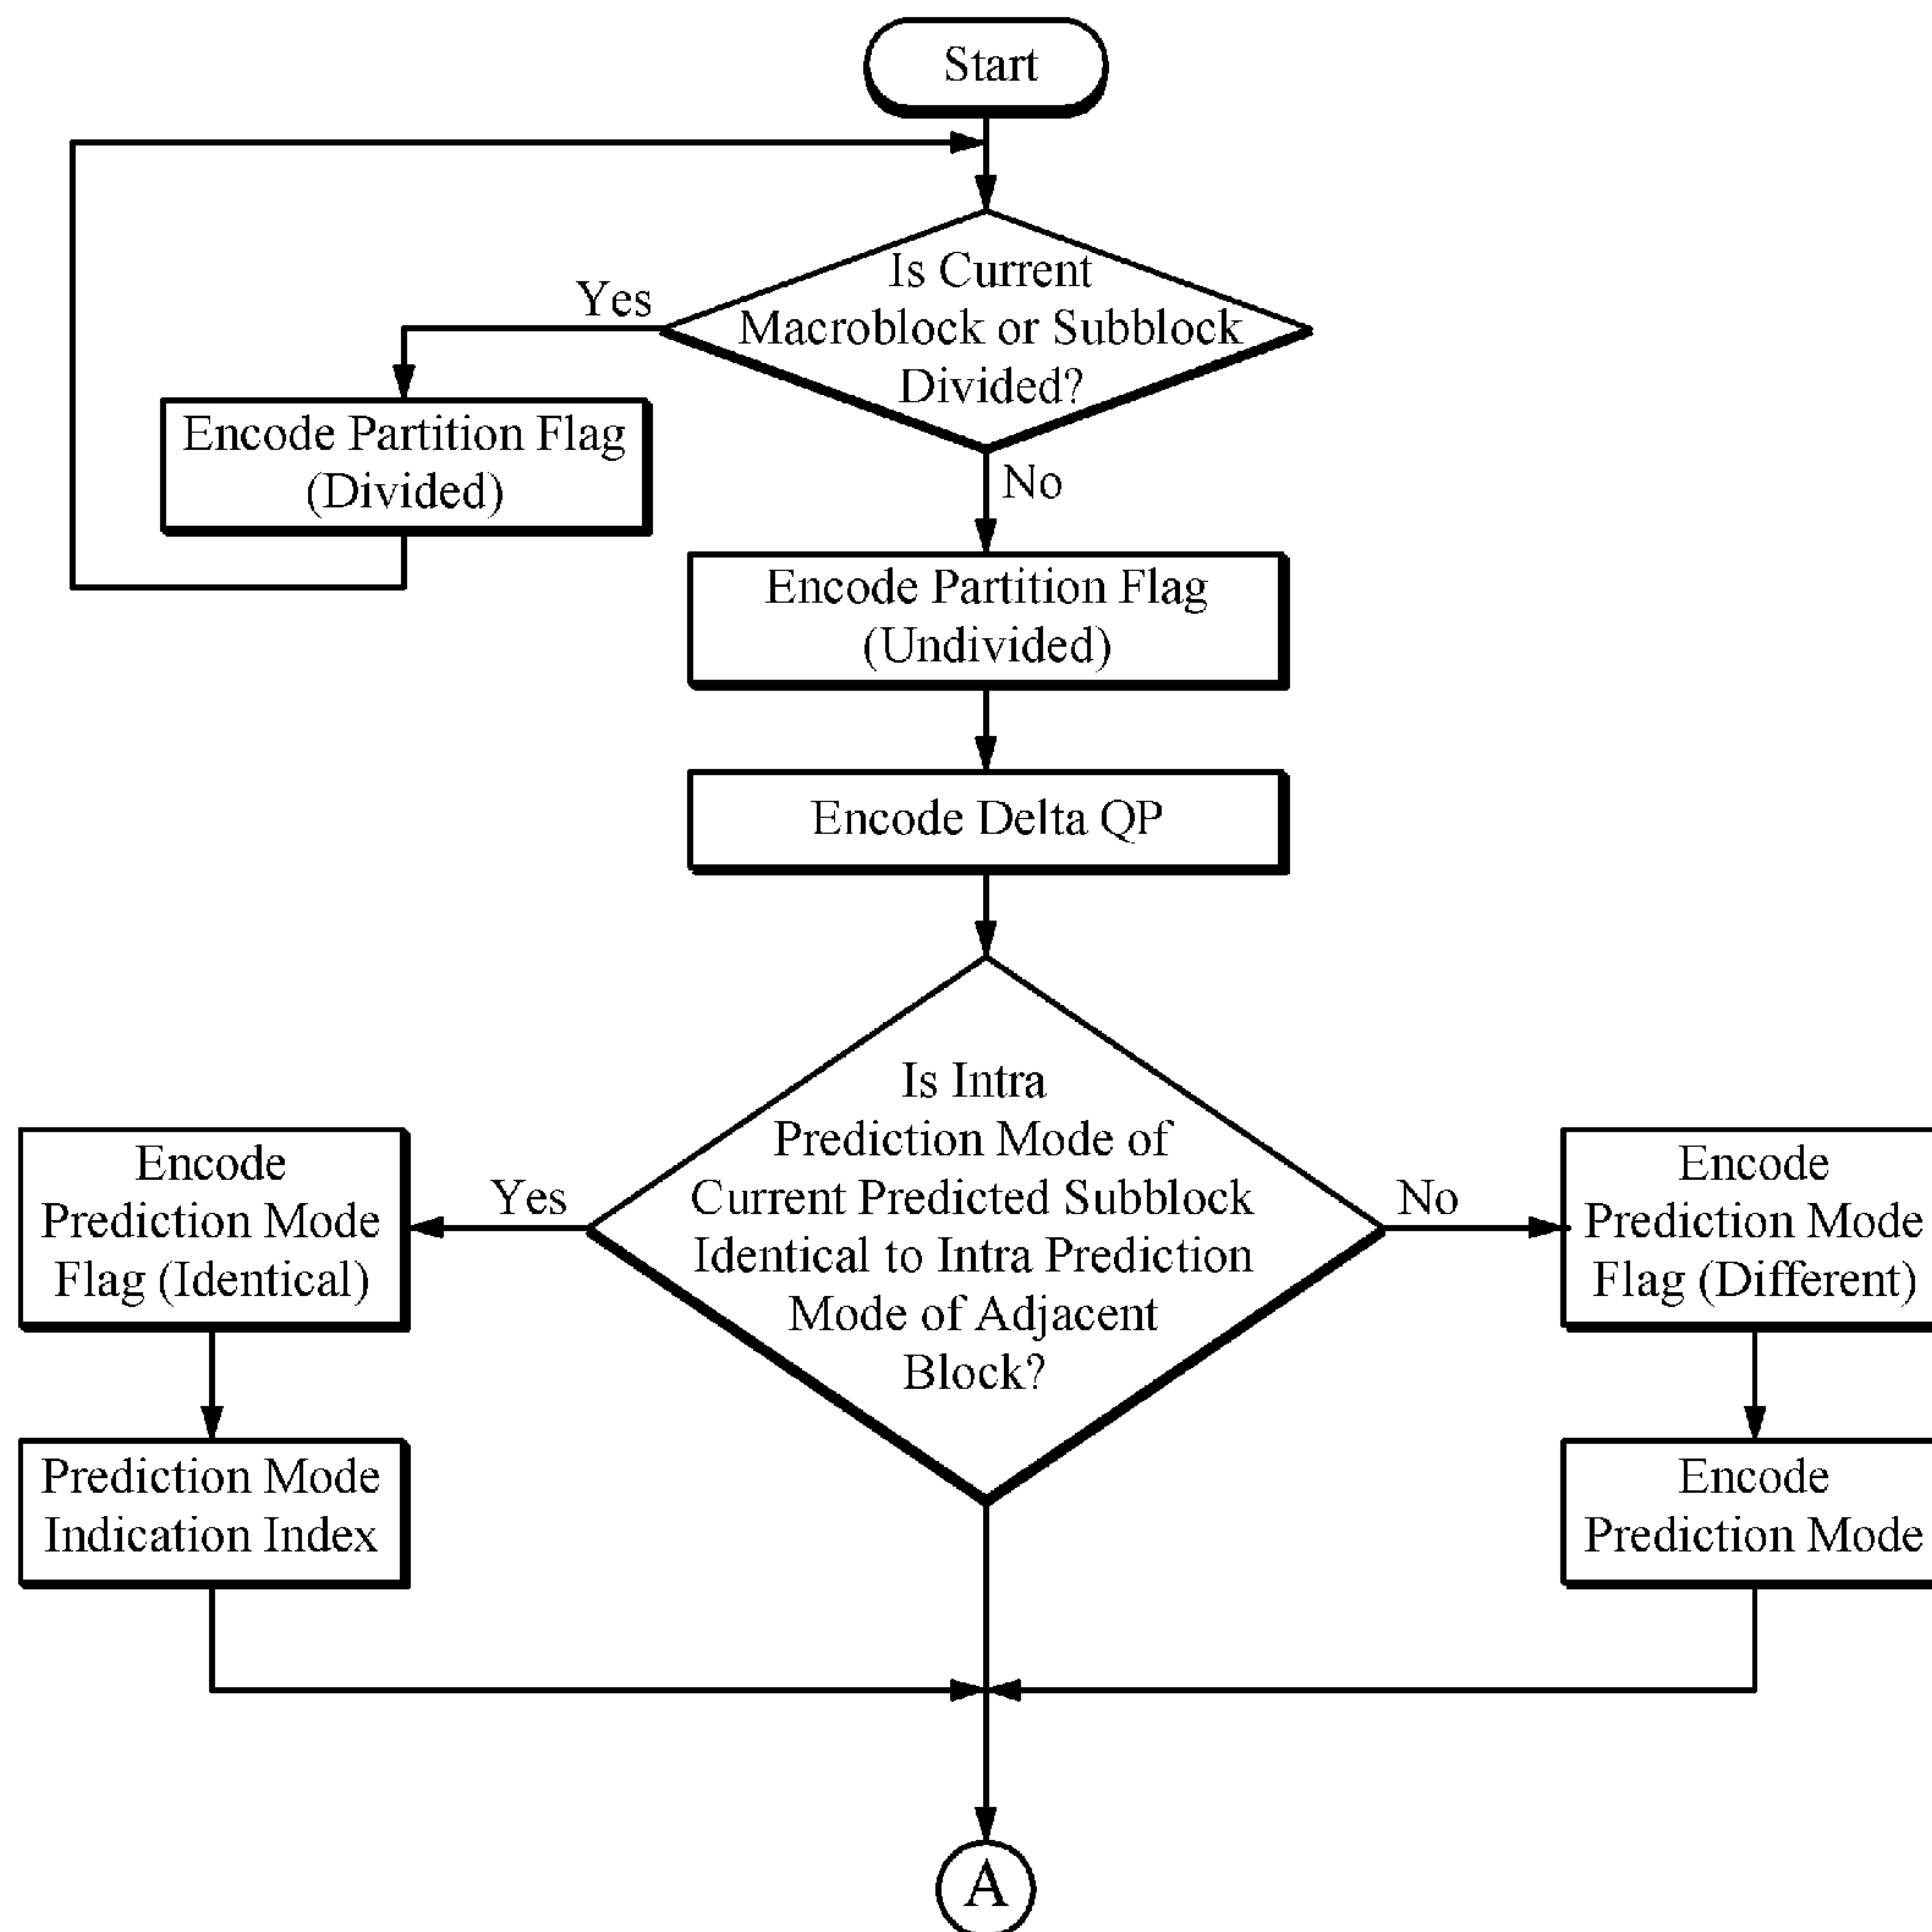 Start
Is Current
Macroblock or Subblock
Divided?
Yes
Encode Partition Flag
(Divided)
No
Encode Partition Flag
(Undivided)
Encode Delta QP
Is Intra
Prediction Mode of
Current Predicted Subblock
Identical to Intra Prediction
Mode of Adjacent
Block?
Yes
Encode
Prediction Mode
Flag (Identical)
Prediction Mode
Indication Index
No
Encode
Prediction Mode
Flag (Different)
Encode
Prediction Mode
A